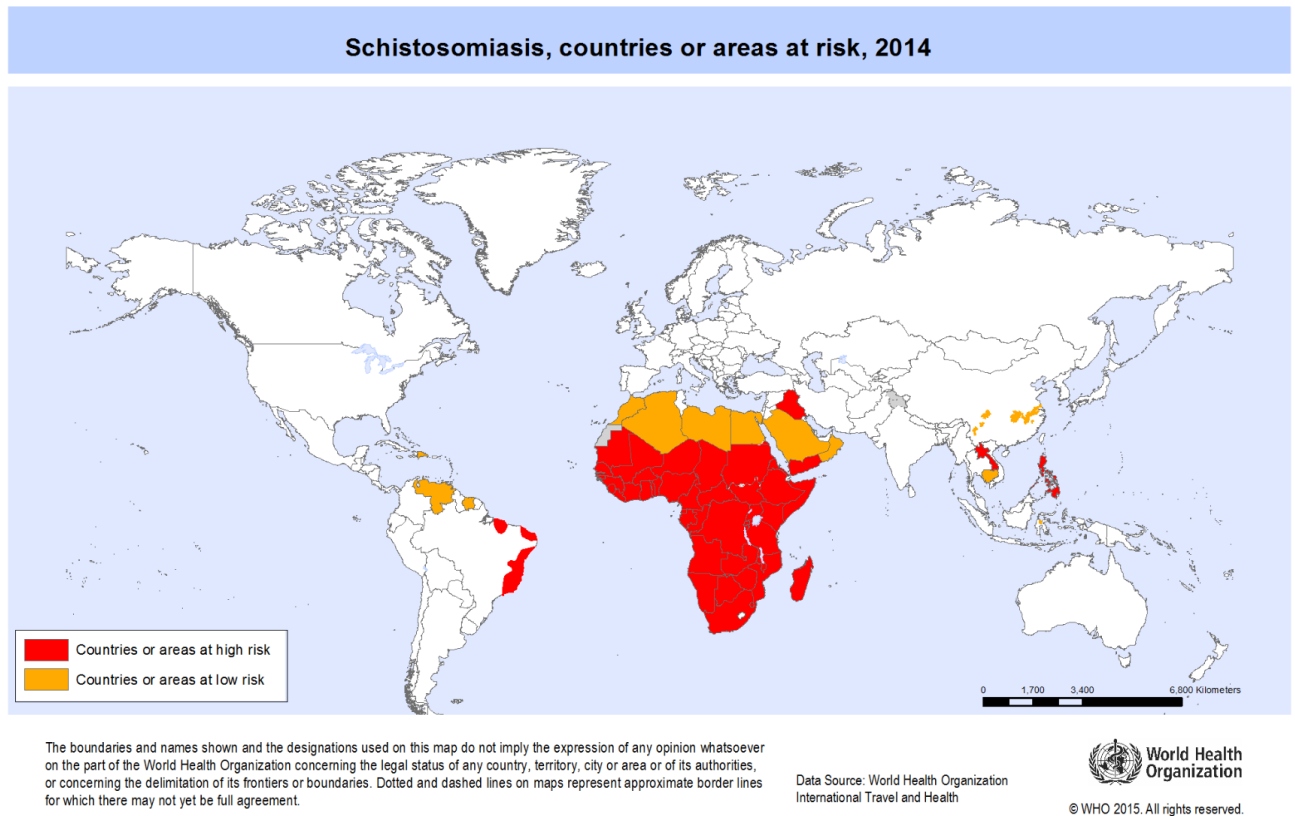 Schistosomiasis, countries or areas at risk, 2014
Countries or areas at high risk
Countries or areas at low risk
0 1,700 3,400 6,800 Kilometers
The boundaries and names shown and the designations used on this map do not imply the expression of any opinion whatsoever
on the part of the World Health Organization concerning the legal status of any country, territory, city or area or of its authorities,
or concerning the delimitation of its frontiers or boundaries. Dotted and dashed lines on maps represent approximate border lines
for which there may not yet be full agreement.
Data Source: World Health Organization
International Travel and Health
World Health
Organization
© WHO 2015. All rights reserved.